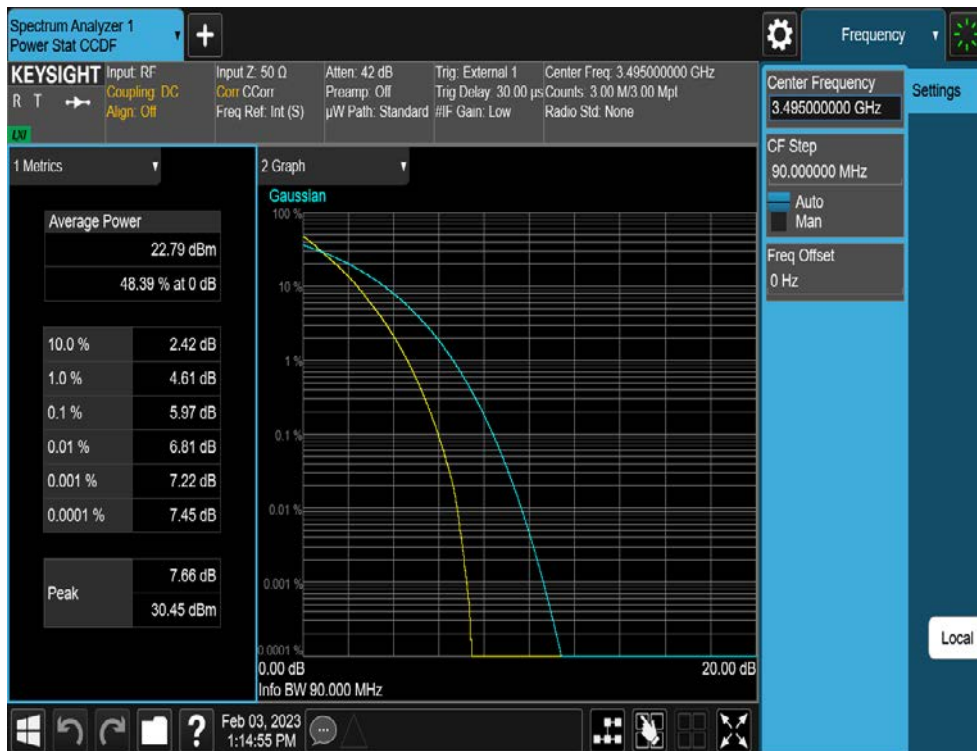 Spectrum Analyzer 1
Power Stat CCDF
+
Frequency
KEYSIGHT
R T
LXI
Input: RF
Coupling: DC
Align: Off
Input Z: 50 Ω
Corr CCorr
Freq Ref: Int (S)
Atten: 42 dB
Preamp: Off
µW Path: Standard
Trig: External 1
Trig Delay: 30.00 µs
#IF Gain: Low
Center Freq: 3.495000000 GHz
Counts: 3.00 M/3.00 Mpt
Radio Std: None
Center Frequency
3.495000000 GHz
Settings
CF Step
90.000000 MHz
Auto
Man
Freq Offset
0 Hz
Local
1 Metrics
Average Power
22.79 dBm
48.39 % at 0 dB
10.0 % 2.42 dB
1.0 % 4.61 dB
0.1 % 5.97 dB
0.01 % 6.81 dB
0.001 % 7.22 dB
0.0001 % 7.45 dB
Peak
7.66 dB
30.45 dBm
2 Graph
Gaussian
100 %
10 %
1 %
0.1 %
0.01 %
0.001 %
0.0001 %
0.00 dB 20.00 dB
Info BW 90.000 MHz
?
Feb 03, 2023
1:14:55 PM